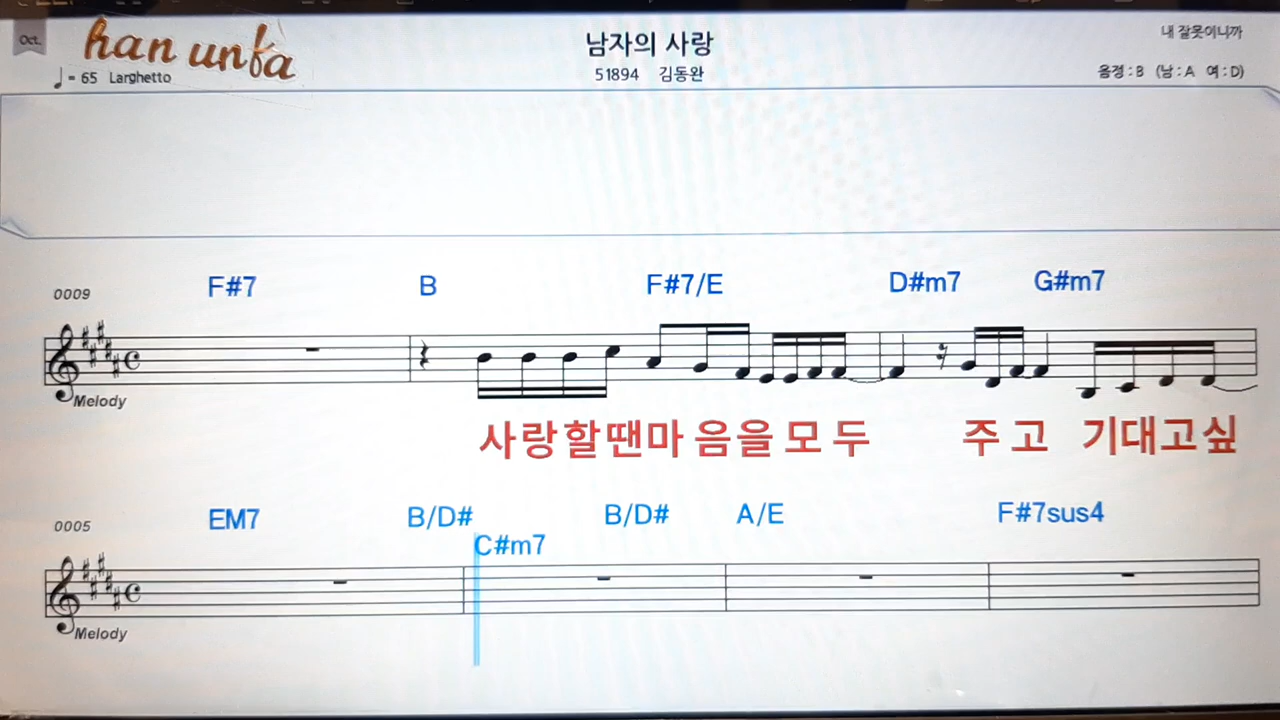 Oct.
han unfa
남자의 사랑
내 잘못이니까
♩= 65 Larghetto
51894 김동완
음정 : B (남 : A 여 : D)
0009
F#7 B F#7/E D#m7 G#m7
Melody
사랑할땐마 음을 모 두 주 고 기대고싶
0005
EM7 B/D# C#m7 B/D# A/E F#7sus4
Melody